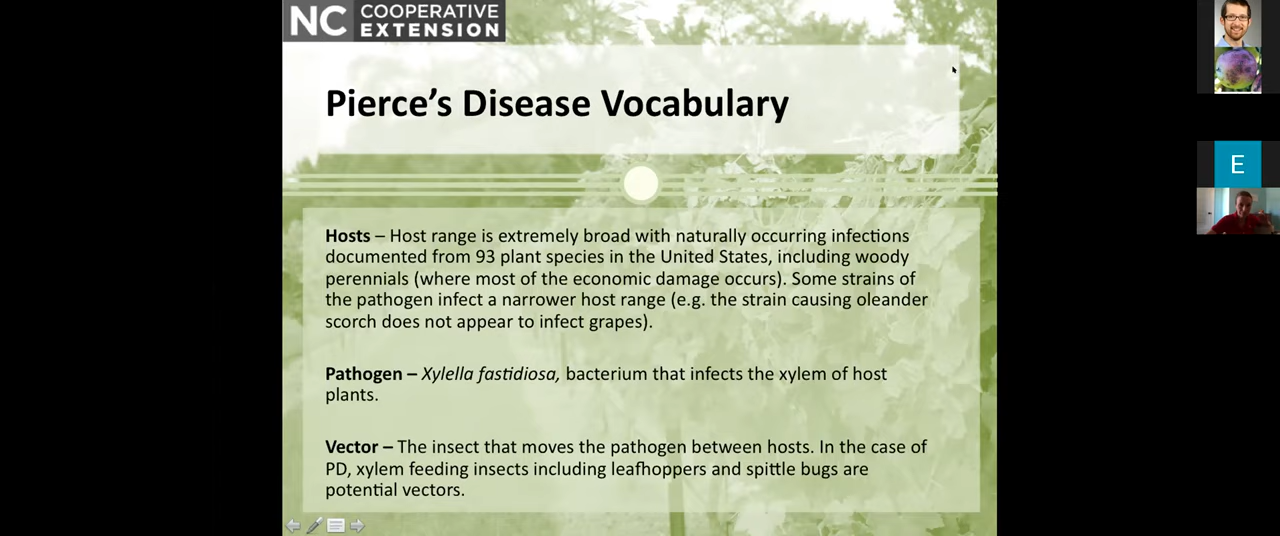 NC COOPERATIVE
EXTENSION
Pierce's Disease Vocabulary
E
Hosts – Host range is extremely broad with naturally occurring infections
documented from 93 plant species in the United States, including woody
perennials (where most of the economic damage occurs). Some strains of
the pathogen infect a narrower host range (e.g. the strain causing oleander
scorch does not appear to infect grapes).
Pathogen – Xylella fastidiosa, bacterium that infects the xylem of host
plants.
Vector – The insect that moves the pathogen between hosts. In the case of
PD, xylem feeding insects including leafhoppers and spittle bugs are
potential vectors.